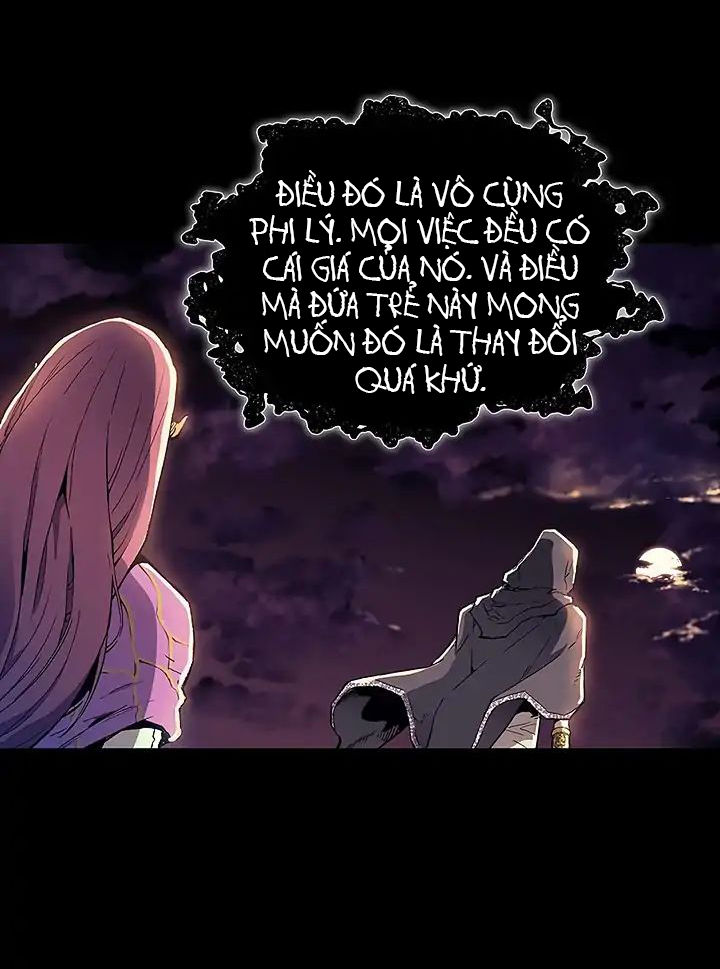 ĐIỀU ĐÓ LÀ VÔ CÙNG
PHI LÝ. MỌI VIỆC ĐỀU CÓ
CÁI GIÁ CỦA NÓ. VÀ ĐIỀU
MÀ ĐỨA TRẺ NÀY MONG
MUỐN ĐÓ LÀ THAY ĐỔI
QUÁ KHỨ.